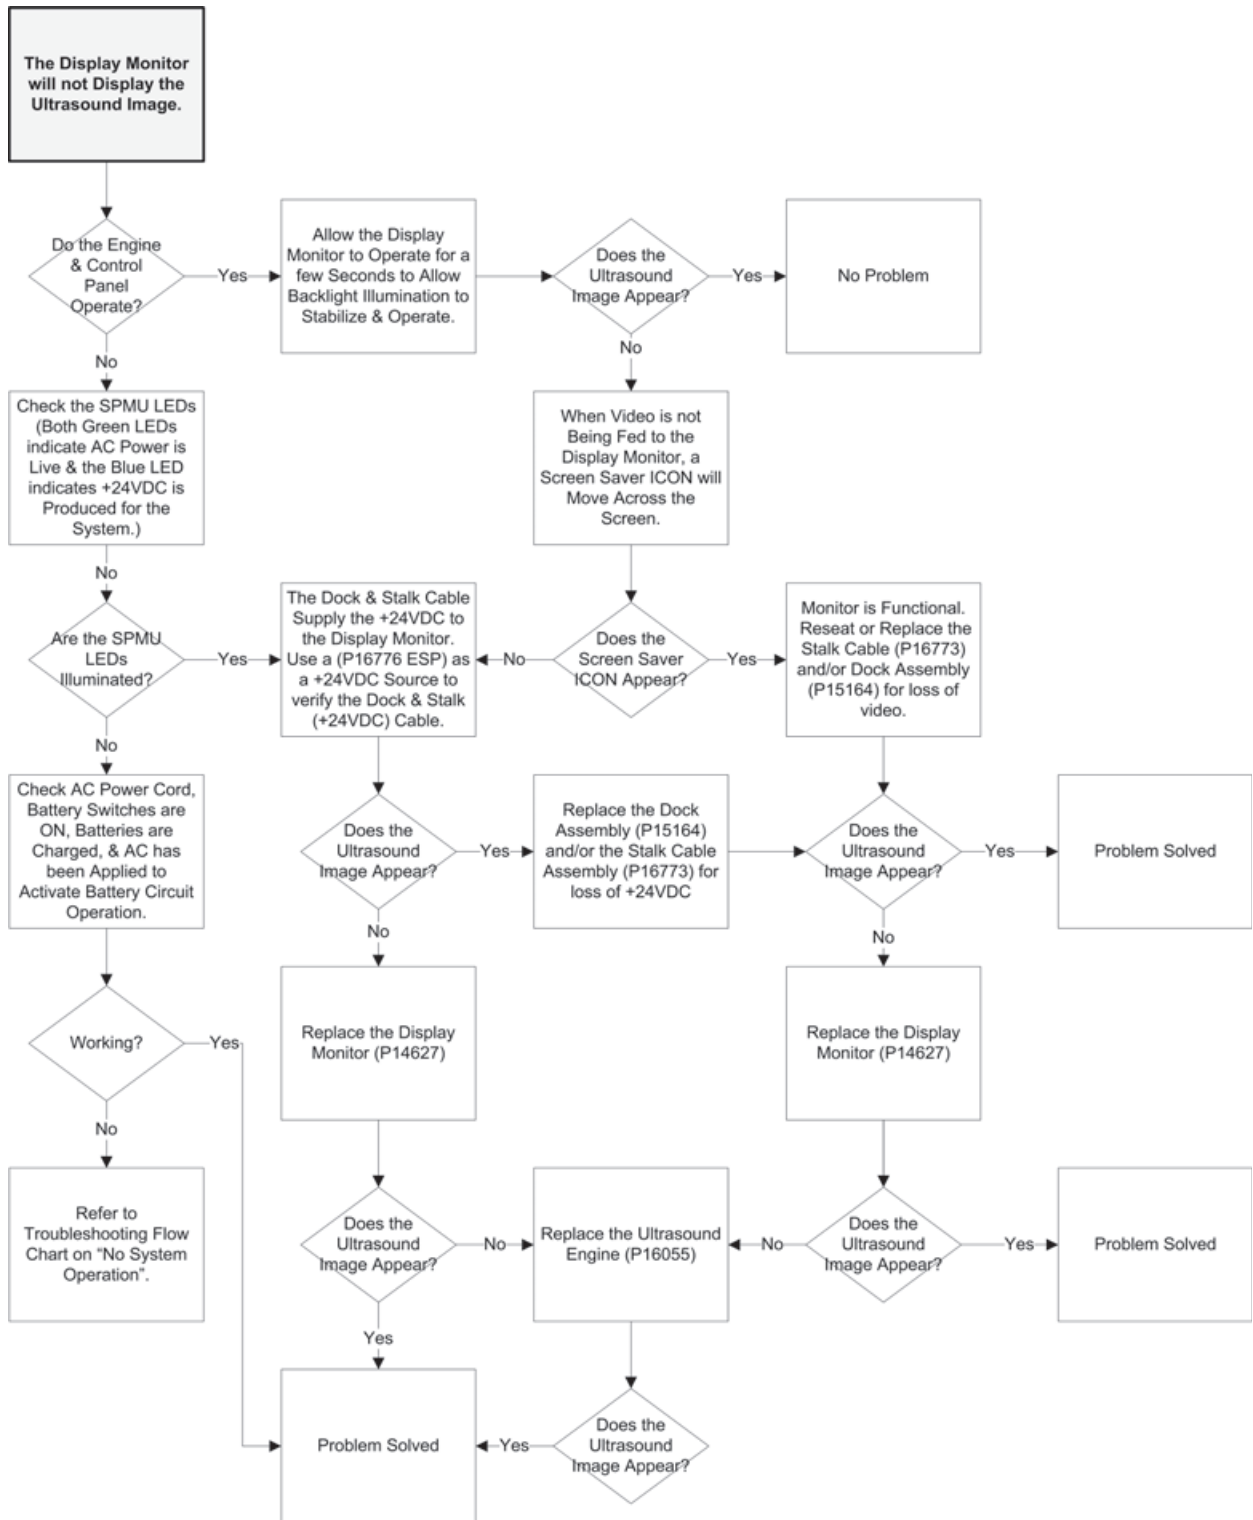 The Display Monitor
will not Display the
Ultrasound Image.
Do the Engine
& Control
Panel
Operate?
Yes
Allow the Display
Monitor to Operate for a
few Seconds to Allow
Backlight Illumination to
Stabilize & Operate.
Does the
Ultrasound
Image Appear?
Yes
No Problem
No
No
Check the SPMU LEDs
(Both Green LEDs
indicate AC Power is
Live & the Blue LED
indicates +24VDC is
Produced for the
System.)
When Video is not
Being Fed to the
Display Monitor, a
Screen Saver ICON will
Move Across the
Screen.
No
Are the SPMU
LEDs
Illuminated?
Yes
The Dock & Stalk Cable
Supply the +24VDC to
the Display Monitor.
Use a (P16776 ESP) as
a +24VDC Source to
verify the Dock & Stalk
(+24VDC) Cable.
No
Does the
Screen Saver
ICON Appear?
Yes
Monitor is Functional.
Reseat or Replace the
Stalk Cable (P16773)
and/or Dock Assembly
(P15164) for loss of
video.
No
Check AC Power Cord,
Battery Switches are
ON, Batteries are
Charged, & AC has
been Applied to
Activate Battery Circuit
Operation.
Does the
Ultrasound
Image Appear?
Yes
Replace the Dock
Assembly (P15164)
and/or the Stalk Cable
Assembly (P16773) for
loss of +24VDC
Does the
Ultrasound
Image Appear?
Yes
Problem Solved
No
No
Working?
Yes
Replace the Display
Monitor (P14627)
Replace the Display
Monitor (P14627)
No
Refer to
Troubleshooting Flow
Chart on "No System
Operation".
Does the
Ultrasound
Image Appear?
No
Replace the Ultrasound
Engine (P16055)
No
Does the
Ultrasound
Image Appear?
Yes
Problem Solved
Yes
Problem Solved
Yes
Does the
Ultrasound
Image Appear?